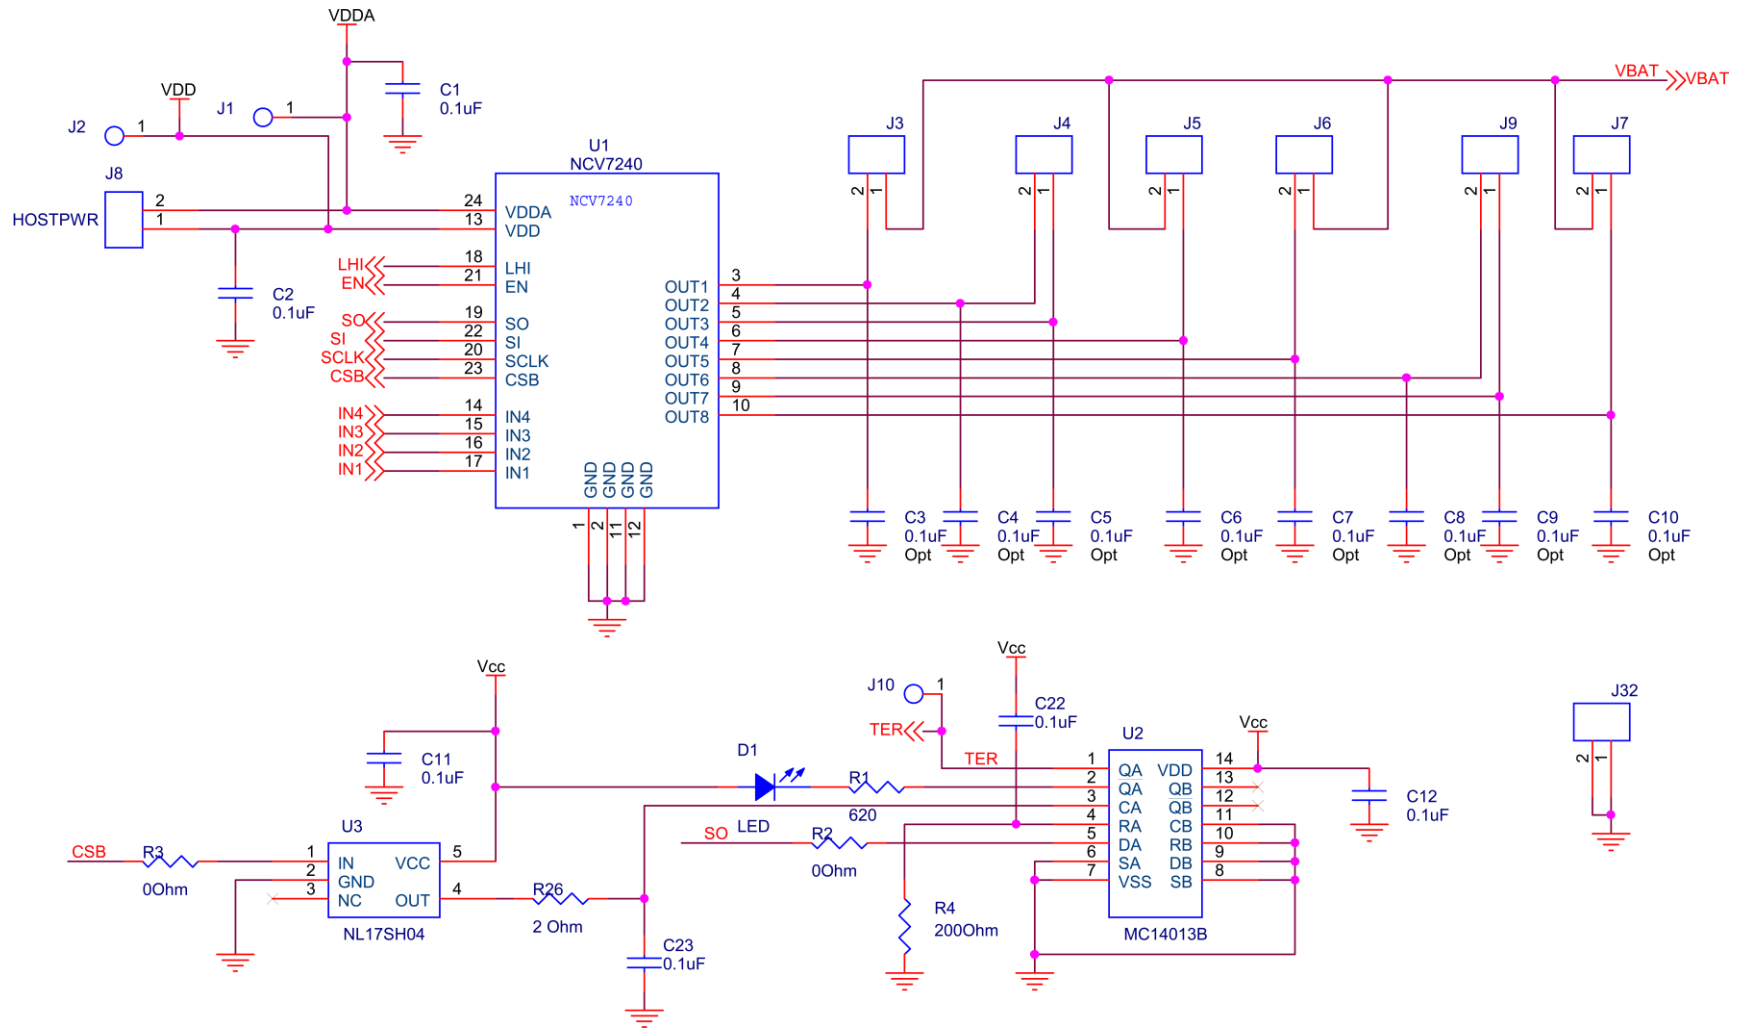 VDDA
C1
0.1uF
VDD
J1
1
J2
1
J8
2
1
HOSTPWR
C2
0.1uF
U1
NCV7240
NCV7240
24
VDDA
13
VDD
LHI
18
LHI
EN
21
EN
SO
19
SO
SI
22
SI
SCLK
20
SCLK
CSB
23
CSB
IN4
14
IN4
IN3
15
IN3
IN2
16
IN2
IN1
17
IN1
GND
GND
GND
GND
1
2
11
12
OUT1
3
OUT2
4
OUT3
5
OUT4
6
OUT5
7
OUT6
8
OUT7
9
OUT8
10
VBAT
VBAT
J3
2
1
J4
2
1
J5
2
1
J6
2
1
J9
2
1
J7
2
1
C3
0.1uF
Opt
C4
0.1uF
Opt
C5
0.1uF
Opt
C6
0.1uF
Opt
C7
0.1uF
Opt
C8
0.1uF
Opt
C9
0.1uF
Opt
C10
0.1uF
Opt
Vcc
C11
0.1uF
U3
CSB
R3
0Ohm
1
IN
2
GND
3
NC
VCC
5
OUT
4
NL17SH04
R26
2 Ohm
C23
0.1uF
D1
LED
R1
620
SO
R2
0Ohm
J10
1
TER
TER
Vcc
C22
0.1uF
R4
200Ohm
U2
1
QA
2
QA
3
CA
4
RA
5
DA
6
SA
7
VSS
VDD
14
QB
13
QB
12
CB
11
RB
10
DB
9
SB
8
MC14013B
Vcc
C12
0.1uF
J32
2
1